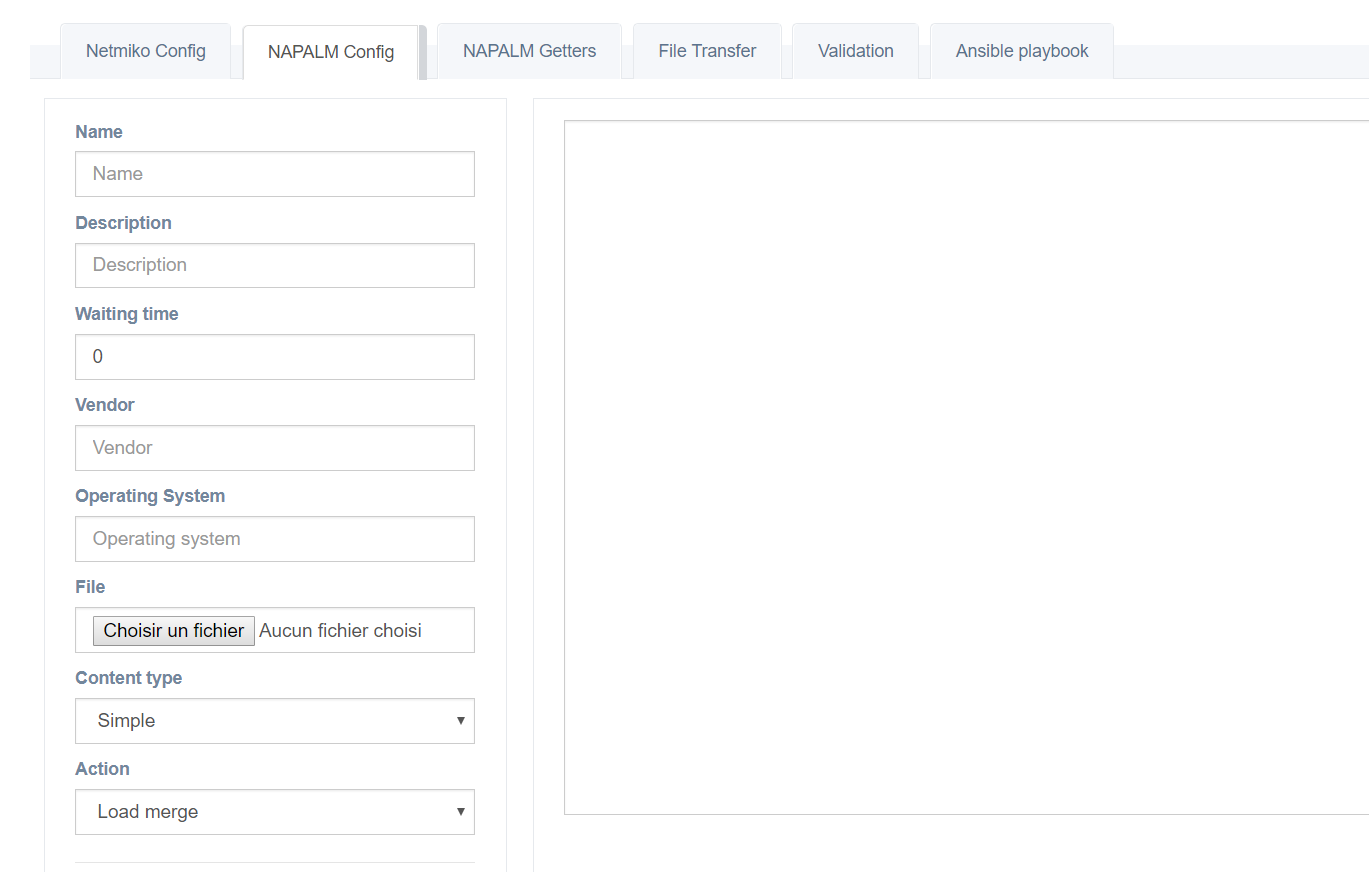 Netmiko Config NAPALM Config NAPALM Getters File Transfer Validation Ansible playbook
Name
Name
Description
Description
Waiting time
0
Vendor
Vendor
Operating System
Operating system
File
Choisir un fichier Aucun fichier choisi
Content type
Simple
Action
Load merge